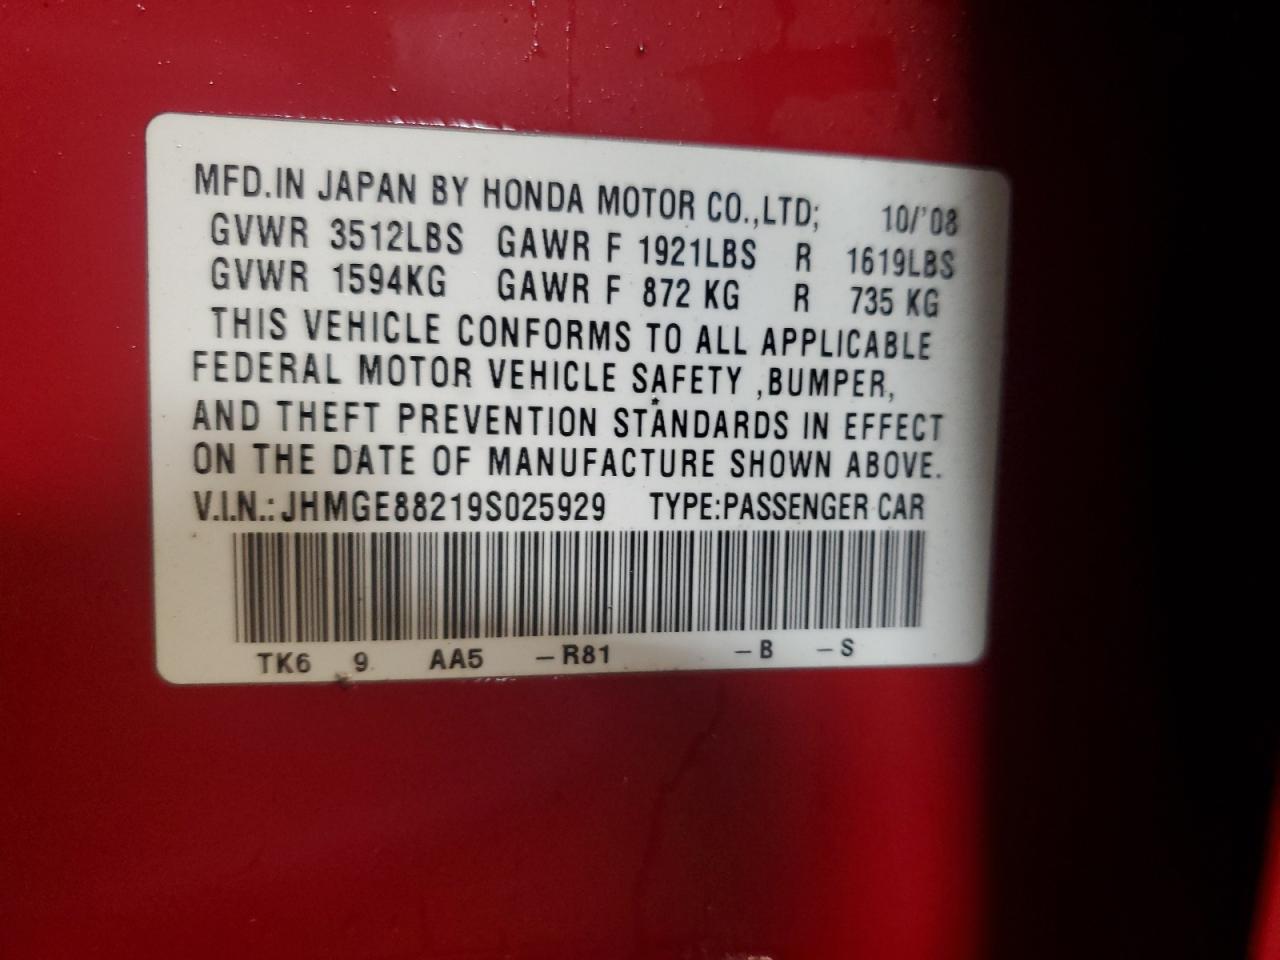 MFD.IN JAPAN BY HONDA MOTOR CO.,LTD; 10/'08
GVWR 3512LBS GAWR F 1921LBS R 1619LBS
GVWR 1594KG GAWR F 872 KG R 735 KG
THIS VEHICLE CONFORMS TO ALL APPLICABLE
FEDERAL MOTOR VEHICLE SAFETY ,BUMPER,
AND THEFT PREVENTION STANDARDS IN EFFECT
ON THE DATE OF MANUFACTURE SHOWN ABOVE.
V.I.N.: JHMGE88219S025929 TYPE:PASSENGER CAR
TK6 9 AA5 –R81 –B –S